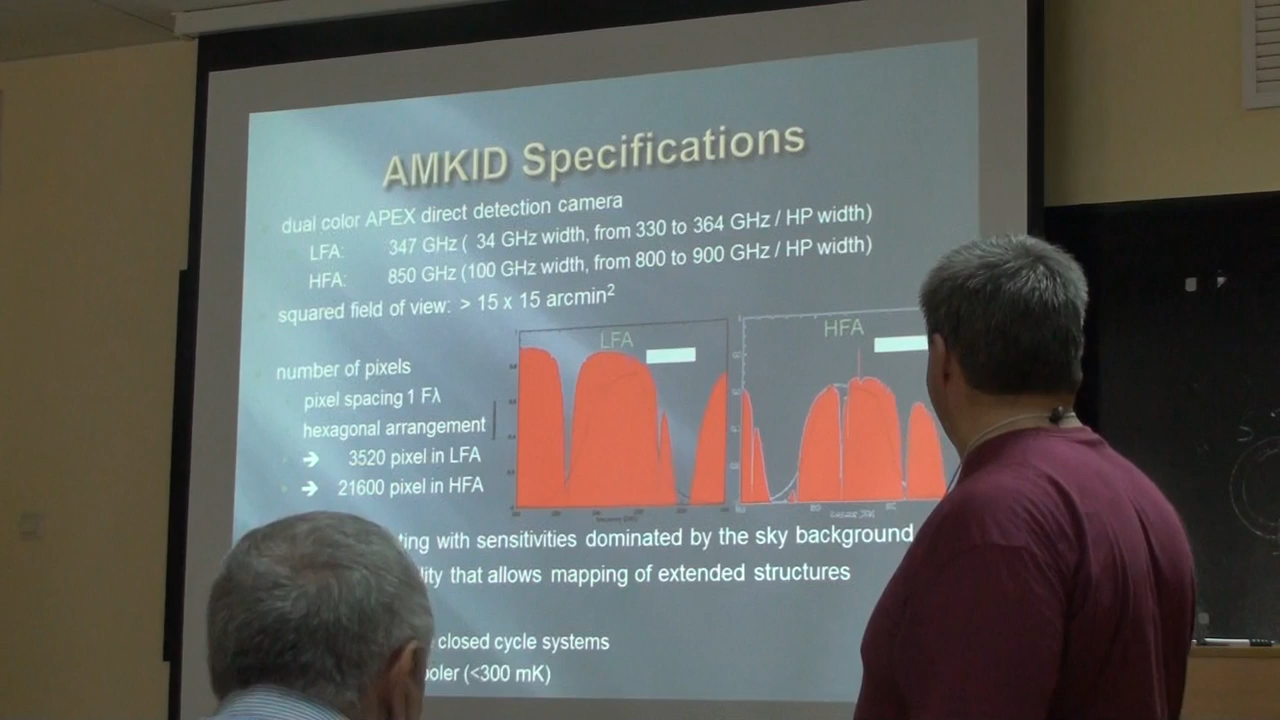 AMKID Specifications
dual color APEX direct detection camera
LFA: 347 GHz ( 34 GHz width, from 330 to 364 GHz / HP width)
HFA: 850 GHz (100 GHz width, from 800 to 900 GHz / HP width)
squared field of view: > 15 x 15 arcmin²
LFA
HFA
number of pixels
pixel spacing 1 Fλ
hexagonal arrangement
➔ 3520 pixel in LFA
➔ 21600 pixel in HFA
with sensitivities dominated by the sky background
that allows mapping of extended structures
closed cycle systems
(<300 mK)